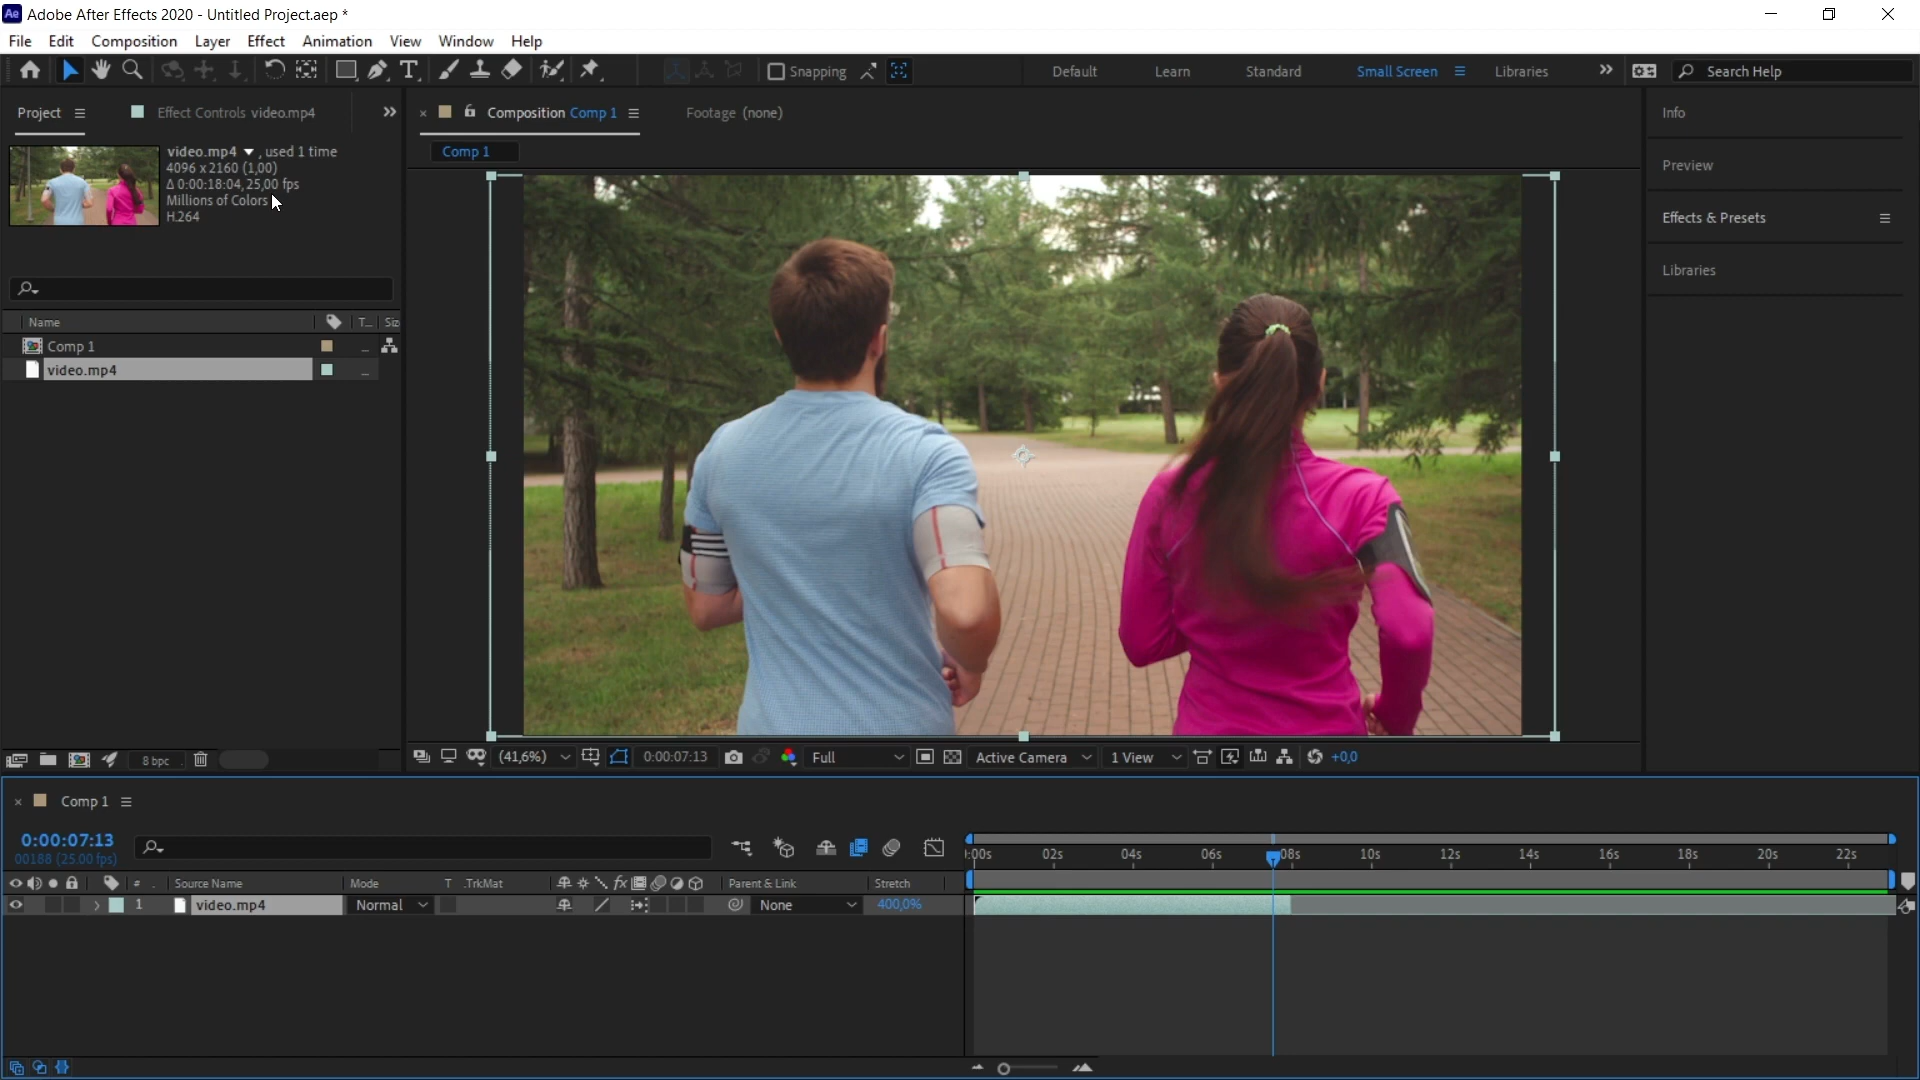 Adobe After Effects 2020 - Untitled Project.aep *
File Edit Composition Layer Effect Animation View Window Help
Snapping Default Learn Standard Small Screen Libraries Search Help
Project Effect Controls video.mp4 Composition Comp 1 Footage (none) Info
Comp 1
video.mp4 , used 1 time
4096 x 2160 (1,00)
Δ 0:00:18:04, 25,00 fps
Millions of Colors
H.264
Preview
Effects & Presets
Libraries
Name T... Siz
Comp 1
video.mp4
8 bpc (41,6%) 0:00:07:13 Full Active Camera 1 View +0,0
Comp 1
0:00:07:13
00188 (25.00 fps)
:00s 02s 04s 06s 08s 10s 12s 14s 16s 18s 20s 22s
# . Source Name Mode T .TrkMat Parent & Link Stretch
1 video.mp4 Normal None 400,0%